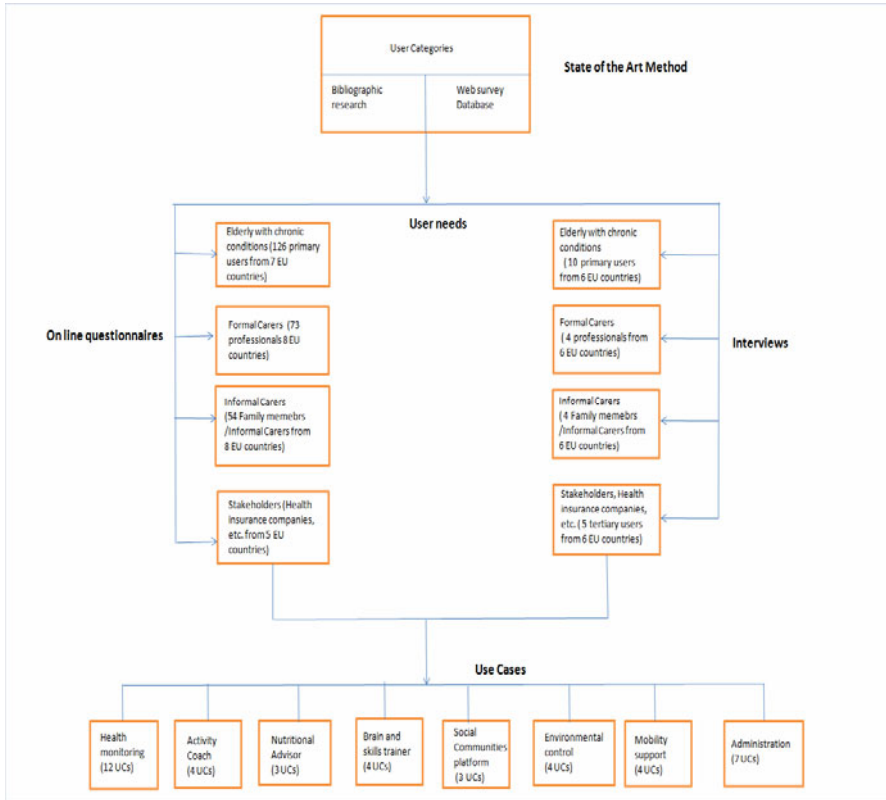 User Categories
State of the Art Method
Bibliographic
research
Web survey
Database
User needs
On line questionnaires
Elderly with chronic
conditions (126 primary
users from 7 EU
countries)
Formal Carers (73
professionals 8 EU
countries)
Informal Carers
(54 Family memebrs
/Informal Carers from
8 EU countries)
Stakeholders (Health
insurance companies,
etc. from 5 EU
countries)
Interviews
Elderly with chronic
conditions
(10 primary users
from 6 EU countries)
Formal Carers
(4 professionals from
6 EU countries)
Informal Carers
(4 Family memebrs
/Informal Carers from
6 EU countries)
Stakeholders, Health
insurance companies,
etc. (5 tertiary users
from 6 EU countries)
Use Cases
Health
monitoring
(12 UCs)
Activity
Coach
(4 UCs)
Nutritional
Advisor
(3 UCs)
Brain and
skills trainer
(4 UCs)
Social
Communities
platform
(3 UCs)
Environmental
control
(4 UCs)
Mobility
support
(4 UCs)
Administration
(7 UCs)